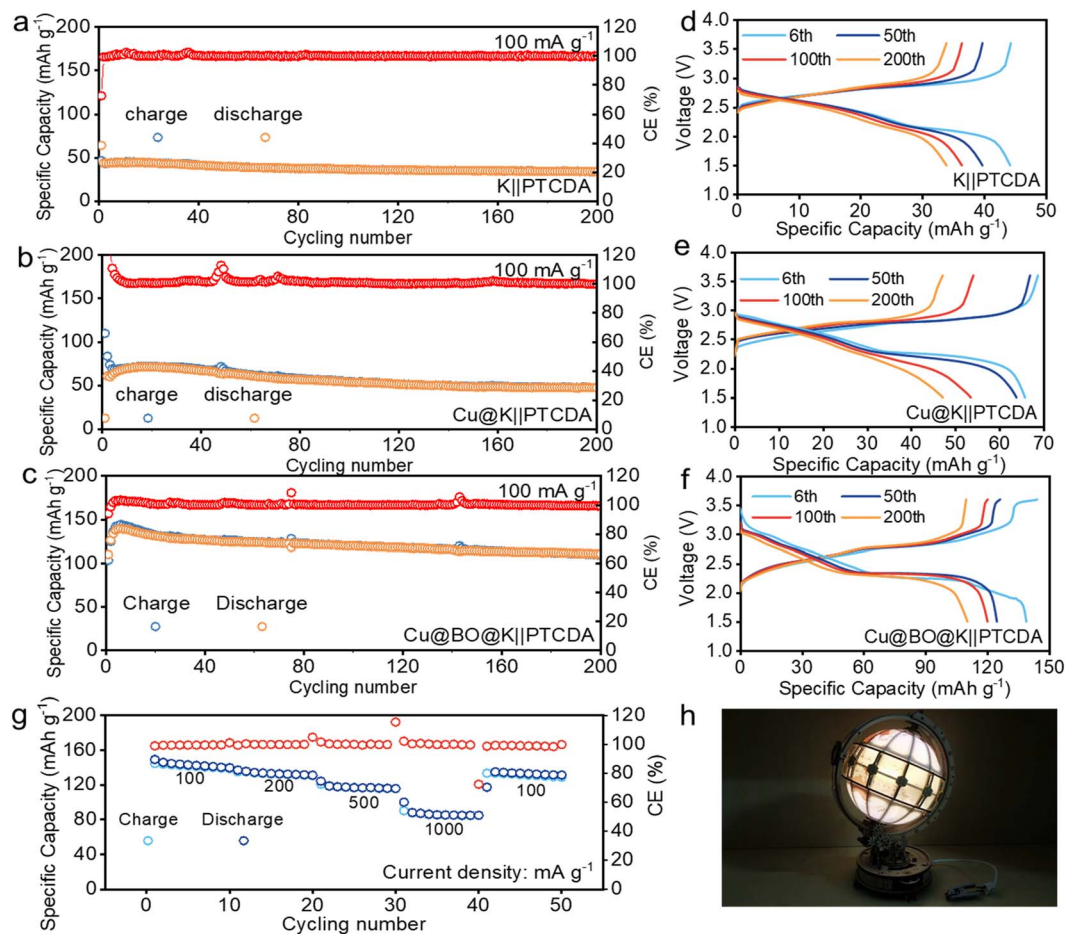 a
Specific Capacity (mAh g⁻¹)
200
150
100
50
0
100 mA g⁻¹
charge
discharge
K||PTCDA
120
100
80
60
40
20
0
CE (%)
0
40
80
120
160
200
Cycling number
d
Voltage (V)
4.0
3.5
3.0
2.5
2.0
1.5
1.0
6th
50th
100th
200th
K||PTCDA
0
10
20
30
40
50
Specific Capacity (mAh g⁻¹)
b
Specific Capacity (mAh g⁻¹)
200
150
100
50
0
100 mA g⁻¹
charge
discharge
Cu@K||PTCDA
120
100
80
60
40
20
0
CE (%)
0
40
80
120
160
200
Cycling number
e
Voltage (V)
4.0
3.5
3.0
2.5
2.0
1.5
1.0
6th
50th
100th
200th
Cu@K||PTCDA
0
10
20
30
40
50
60
70
Specific Capacity (mAh g⁻¹)
c
Specific Capacity (mAh g⁻¹)
200
150
100
50
0
100 mA g⁻¹
Charge
Discharge
Cu@BO@K||PTCDA
120
100
80
60
40
20
0
CE (%)
0
40
80
120
160
200
Cycling number
f
Voltage (V)
4.0
3.5
3.0
2.5
2.0
1.5
1.0
6th
50th
100th
200th
Cu@BO@K||PTCDA
0
30
60
90
120
150
Specific Capacity (mAh g⁻¹)
g
Specific Capacity (mAh g⁻¹)
200
160
120
80
40
0
100
200
500
1000
100
Charge
Discharge
Current density: mA g⁻¹
120
100
80
60
40
20
0
CE (%)
0
10
20
30
40
50
Cycling number
h